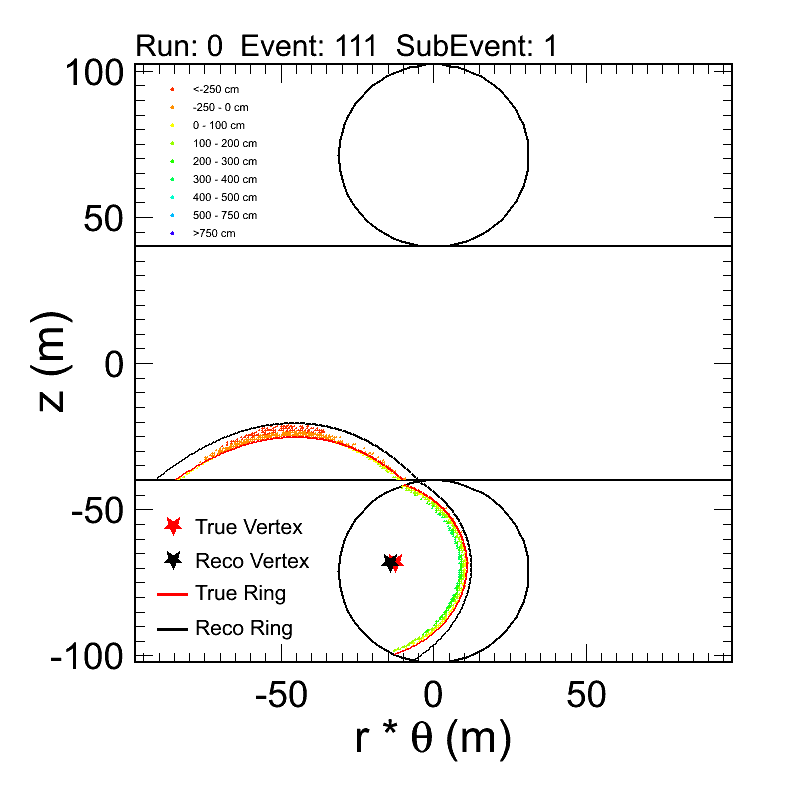 Run: 0 Event: 111 SubEvent: 1
100
<-250 cm
-250 - 0 cm
0 - 100 cm
100 - 200 cm
200 - 300 cm
300 - 400 cm
400 - 500 cm
500 - 750 cm
>750 cm
50
0
z (m)
-50
True Vertex
Reco Vertex
True Ring
Reco Ring
-100
-50 0 50
r * θ (m)